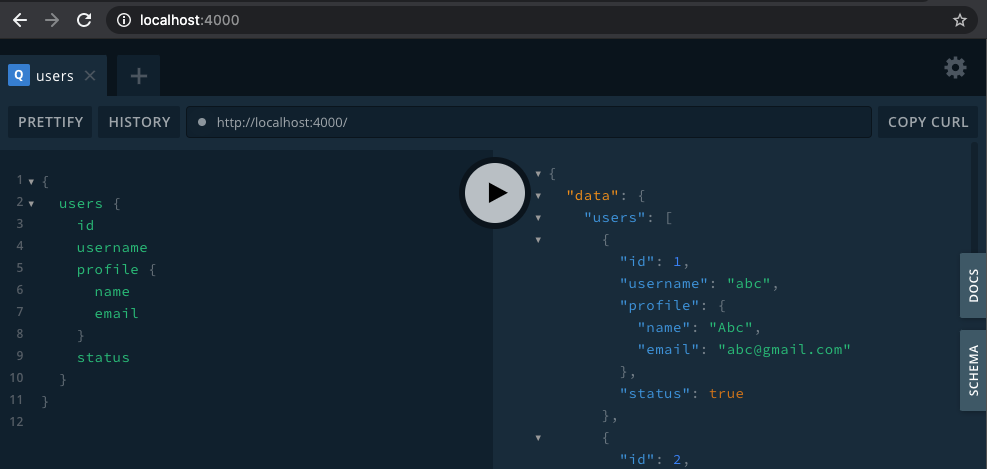 localhost:4000
Q users
PRETTIFY HISTORY http://localhost:4000/ COPY CURL
1 {
2 users {
3 id
4 username
5 profile {
6 name
7 email
8 }
9 status
10 }
11 }
12
{
"data": {
"users": [
{
"id": 1,
"username": "abc",
"profile": {
"name": "Abc",
"email": "abc@gmail.com"
},
"status": true
},
{
"id": 2,
DOCS
SCHEMA